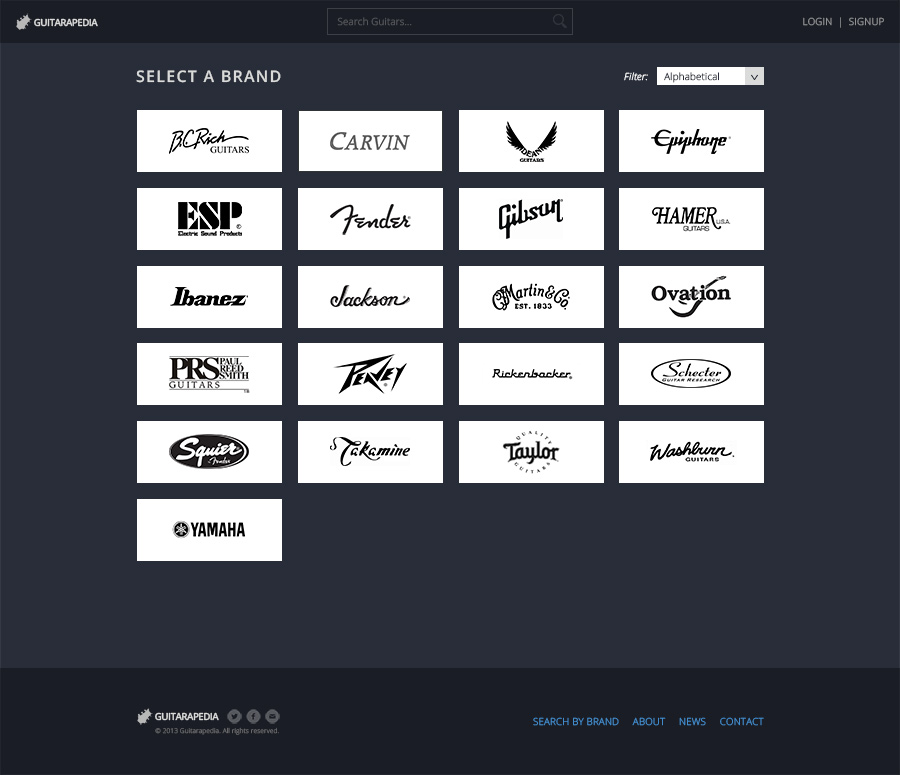 GUITARAPEDIA
Search Guitars...
LOGIN | SIGNUP
SELECT A BRAND
Filter: Alphabetical
B.C.Rich
GUITARS
CARVIN
DEAN
GUITARS
Epiphone
ESP®
Electric Sound Products
Fender®
Gibson
HAMER U.S.A.
GUITARS
Ibanez
Jackson
CF Martin & Co.
EST. 1833
Ovation
PRS PAUL
REED
SMITH
GUITARS
TM
PEAVEY®
Rickenbacker®
Schecter
GUITAR RESEARCH
Squier
Fender
Takamine
QUALITY
Taylor
GUITARS
Washburn.
GUITARS
YAMAHA
GUITARAPEDIA
© 2013 Guitarapedia. All rights reserved.
SEARCH BY BRAND ABOUT NEWS CONTACT